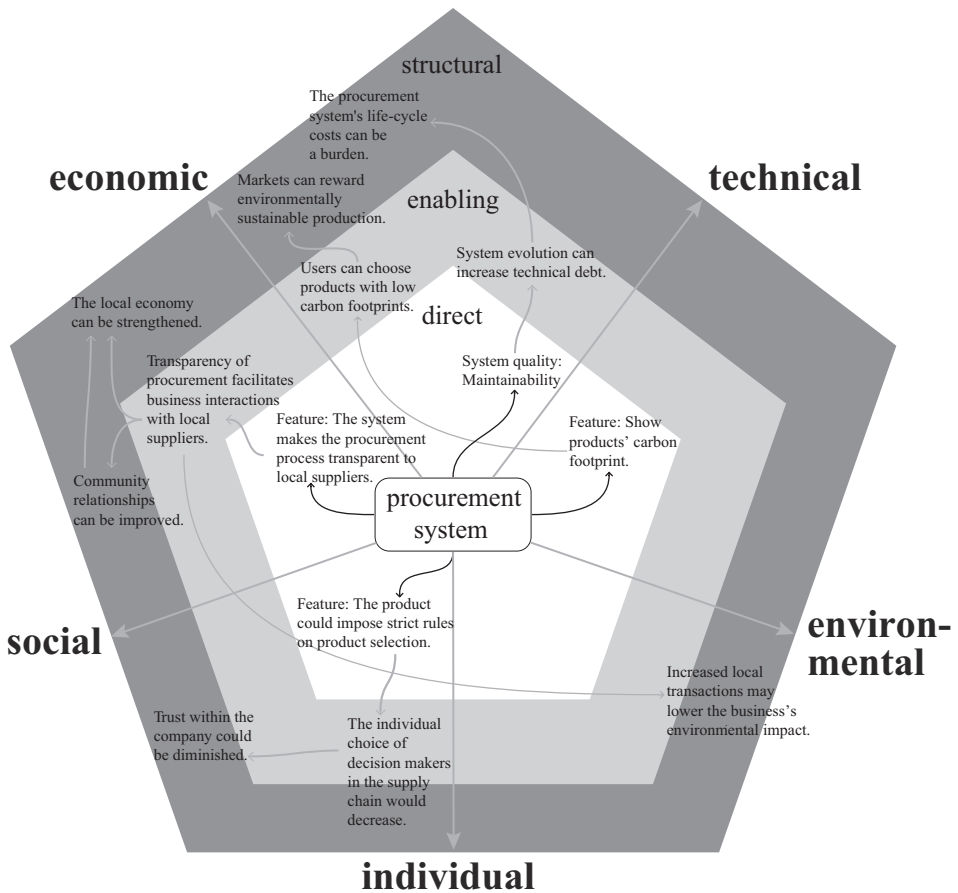 structural
The procurement
system's life-cycle
costs can be
a burden.
economic
technical
Markets can reward
environmentally
sustainable production.
enabling
System evolution can
increase technical debt.
Users can choose
products with low
carbon footprints.
The local economy
can be strengthened.
direct
Transparency of
procurement facilitates
business interactions
with local
suppliers.
System quality:
Maintainability
Feature: The system
makes the procurement
process transparent to
local suppliers.
Feature: Show
products’ carbon
footprint.
Community
relationships
can be improved.
procurement
system
Feature: The product
could impose strict rules
on product selection.
social
environ-
mental
Increased local
transactions may
lower the business’s
environmental impact.
Trust within the
company could
be diminished.
The individual
choice of
decision makers
in the supply
chain would
decrease.
individual